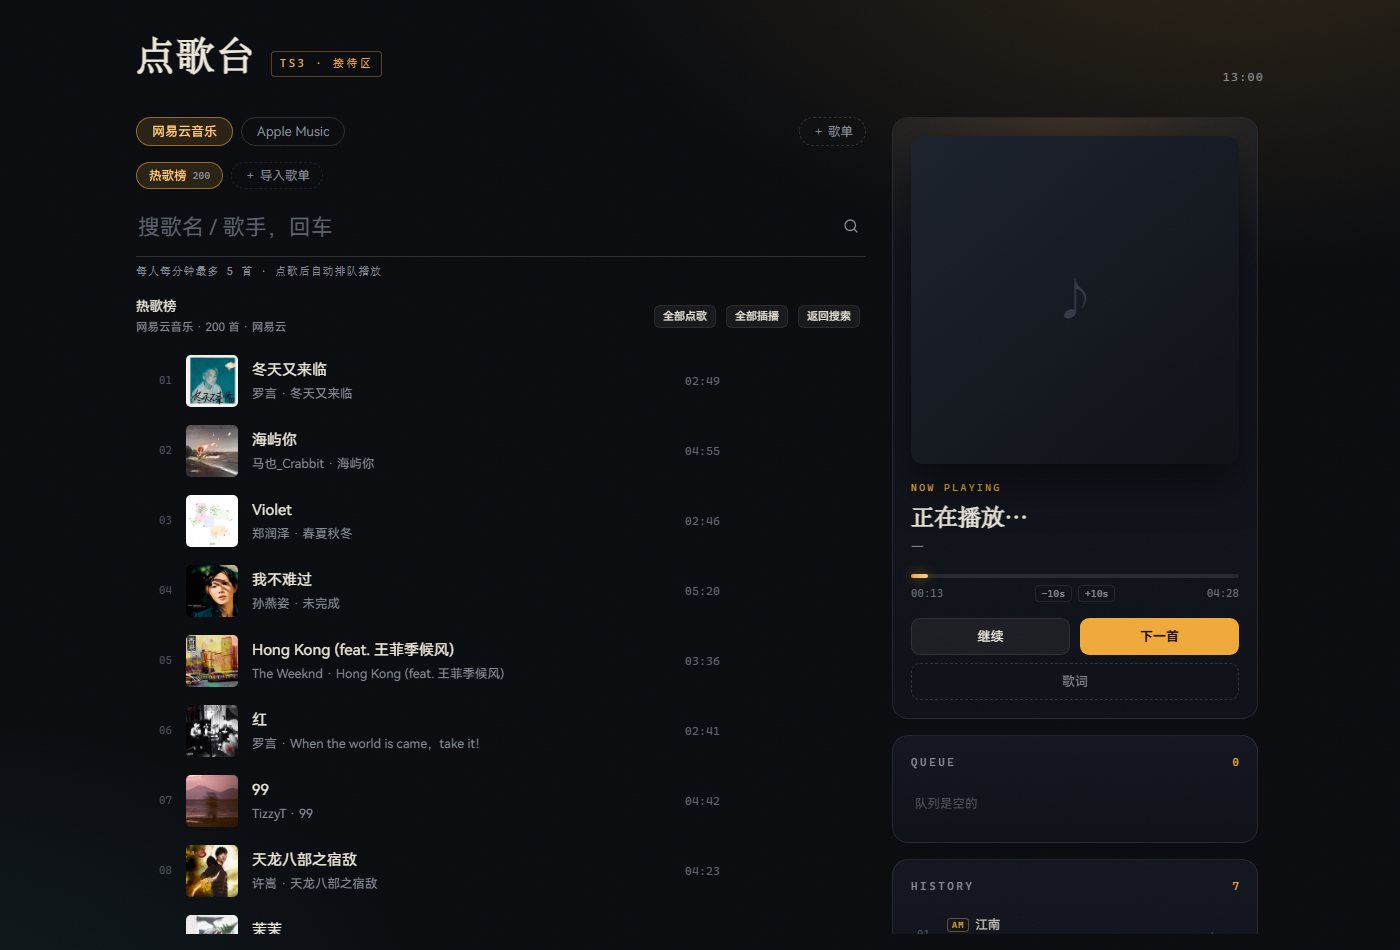 点歌台
TS3 · 接待区
13:00
网易云音乐
Apple Music
+ 歌单
热歌榜 200
+ 导入歌单
搜歌名 / 歌手，回车
每人每分钟最多 5 首 · 点歌后自动排队播放
热歌榜
网易云音乐 · 200 首 · 网易云
全部点歌
全部插播
返回搜索
01
冬天又来临
罗言 · 冬天又来临
02:49
02
海屿你
马也_Crabbit · 海屿你
04:55
03
Violet
郑润泽 · 春夏秋冬
02:46
04
我不难过
孙燕姿 · 未完成
05:20
05
Hong Kong (feat. 王菲季候风)
The Weeknd · Hong Kong (feat. 王菲季候风)
03:36
06
红
罗言 · When the world is came，take it!
02:41
07
99
TizzyT · 99
04:42
08
天龙八部之宿敌
许嵩 · 天龙八部之宿敌
04:23
茉茉
♪
NOW PLAYING
正在播放…
—
00:13
−10s
+10s
04:28
继续
下一首
歌词
QUEUE
0
队列是空的
HISTORY
7
01
AM 江南